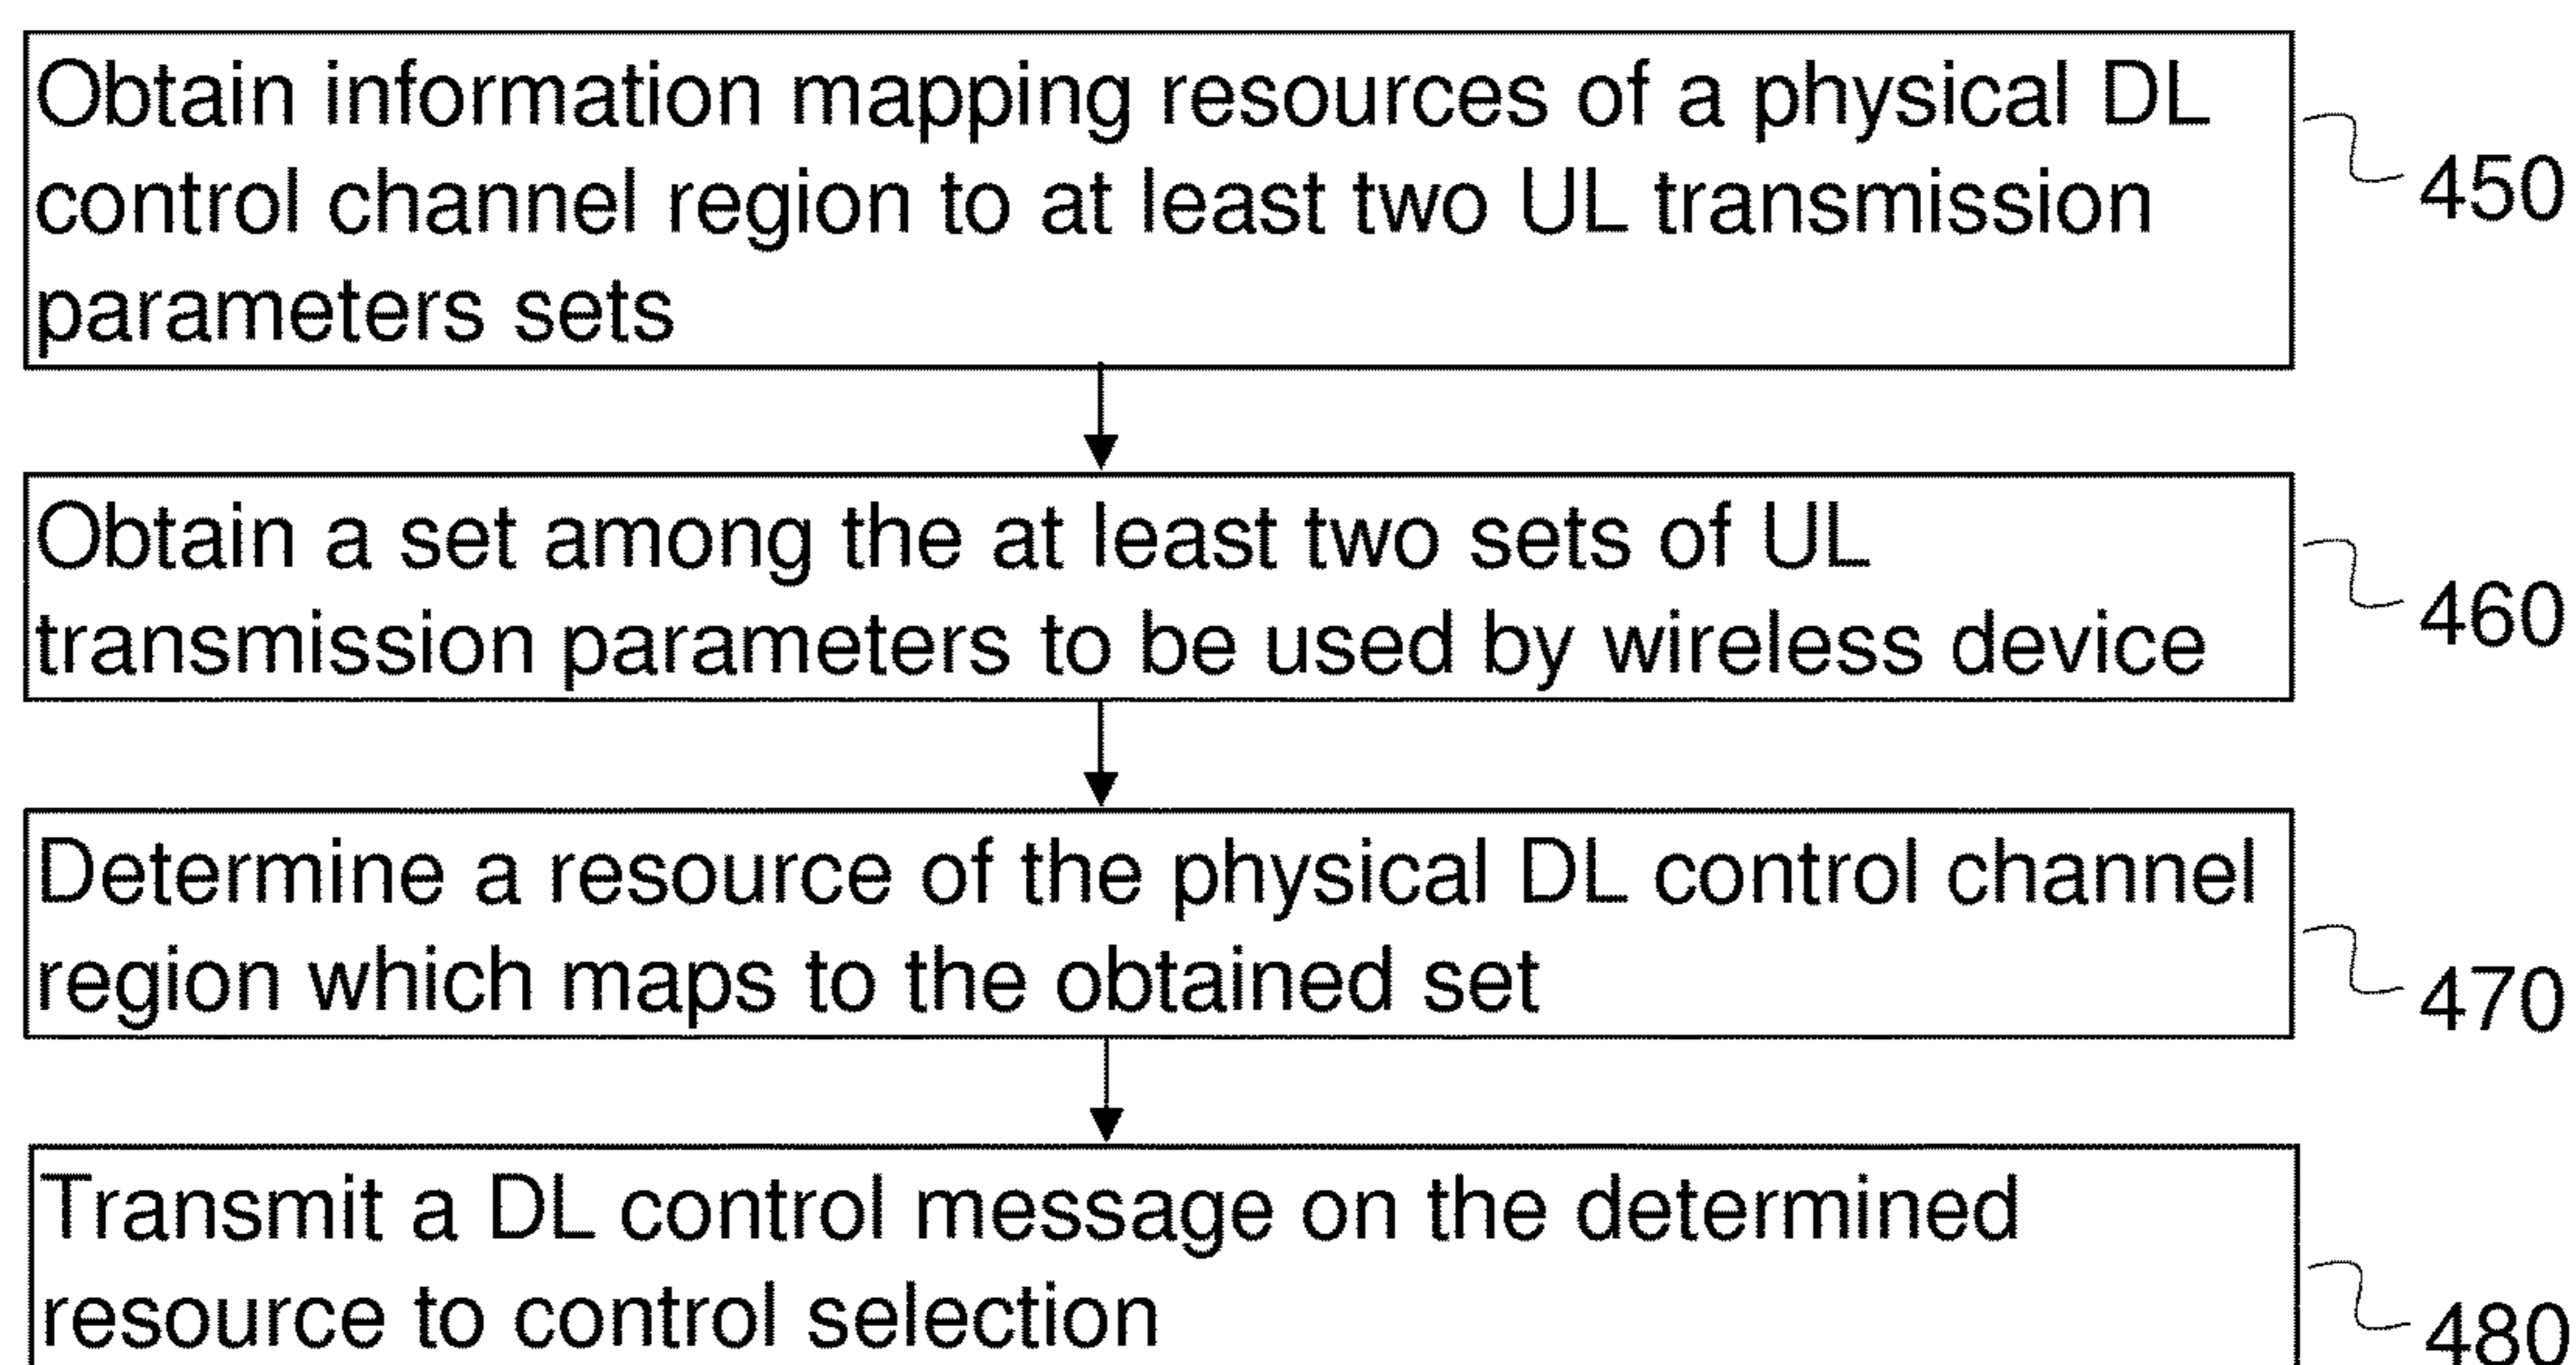 Obtain information mapping resources of a physical DL
control channel region to at least two UL transmission
parameters sets
450
Obtain a set among the at least two sets of UL
transmission parameters to be used by wireless device
460
Determine a resource of the physical DL control channel
region which maps to the obtained set
470
Transmit a DL control message on the determined
resource to control selection
480